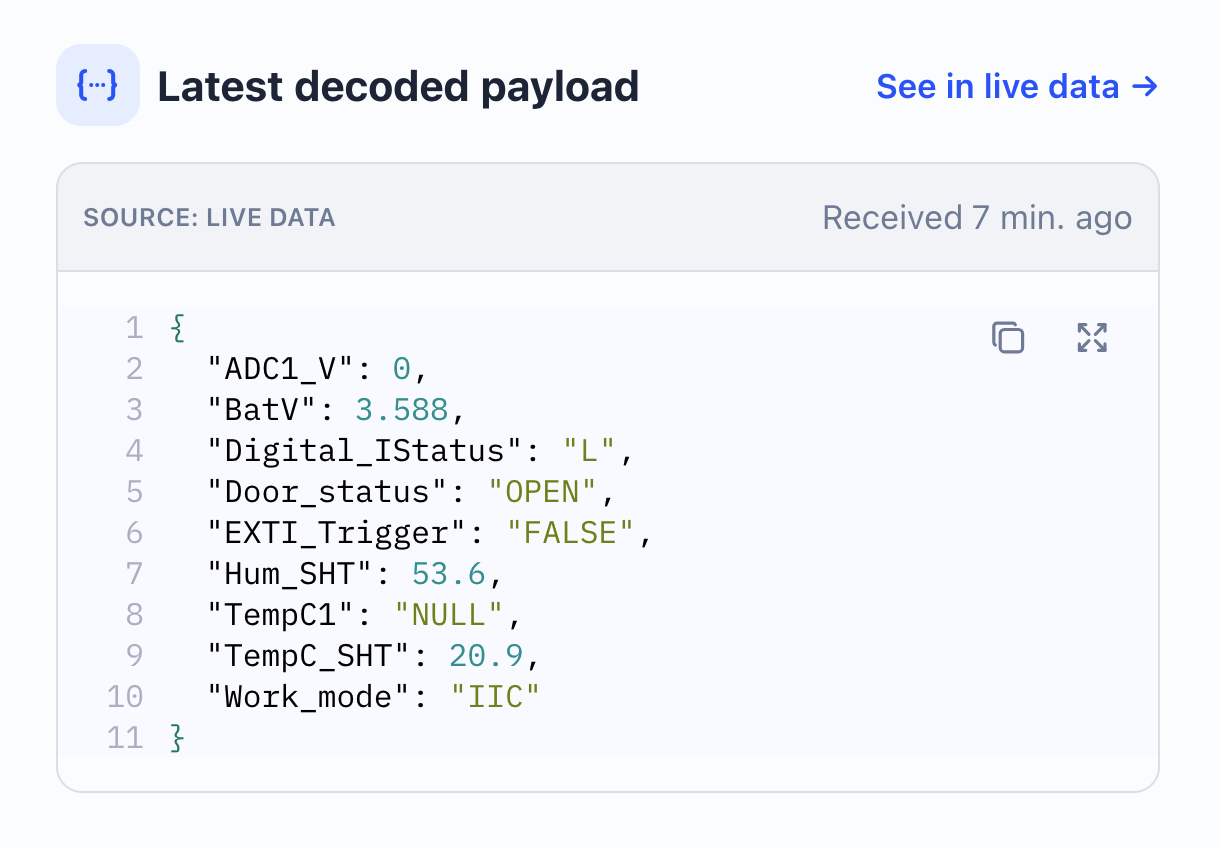 {···} Latest decoded payload
See in live data →
SOURCE: LIVE DATA
Received 7 min. ago
1 {
2   "ADC1_V": 0,
3   "BatV": 3.588,
4   "Digital_IStatus": "L",
5   "Door_status": "OPEN",
6   "EXTI_Trigger": "FALSE",
7   "Hum_SHT": 53.6,
8   "TempC1": "NULL",
9   "TempC_SHT": 20.9,
10   "Work_mode": "IIC"
11 }